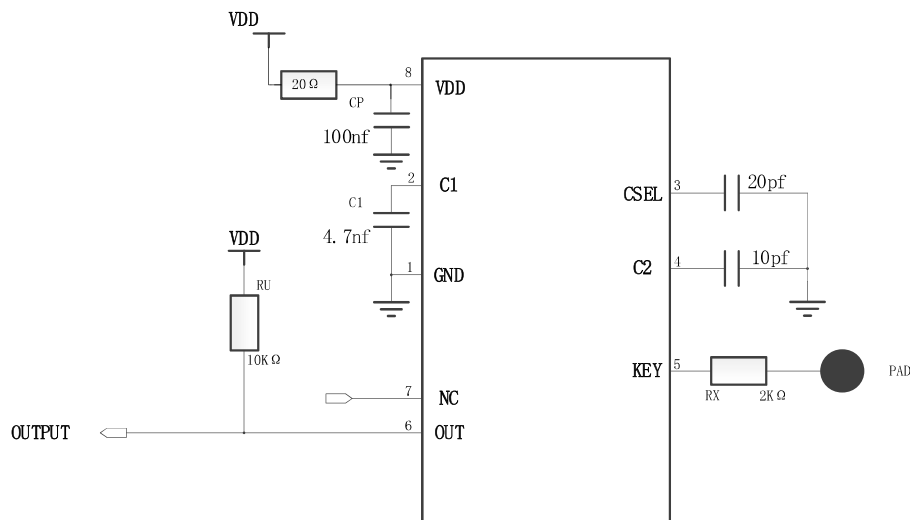 VDD
20Ω
8
VDD
CP
100nf
2
C1
C1
4.7nf
1
GND
VDD
RU
10KΩ
7
NC
OUTPUT
6
OUT
CSEL
3
20pf
C2
4
10pf
KEY
5
RX
2KΩ
PAD